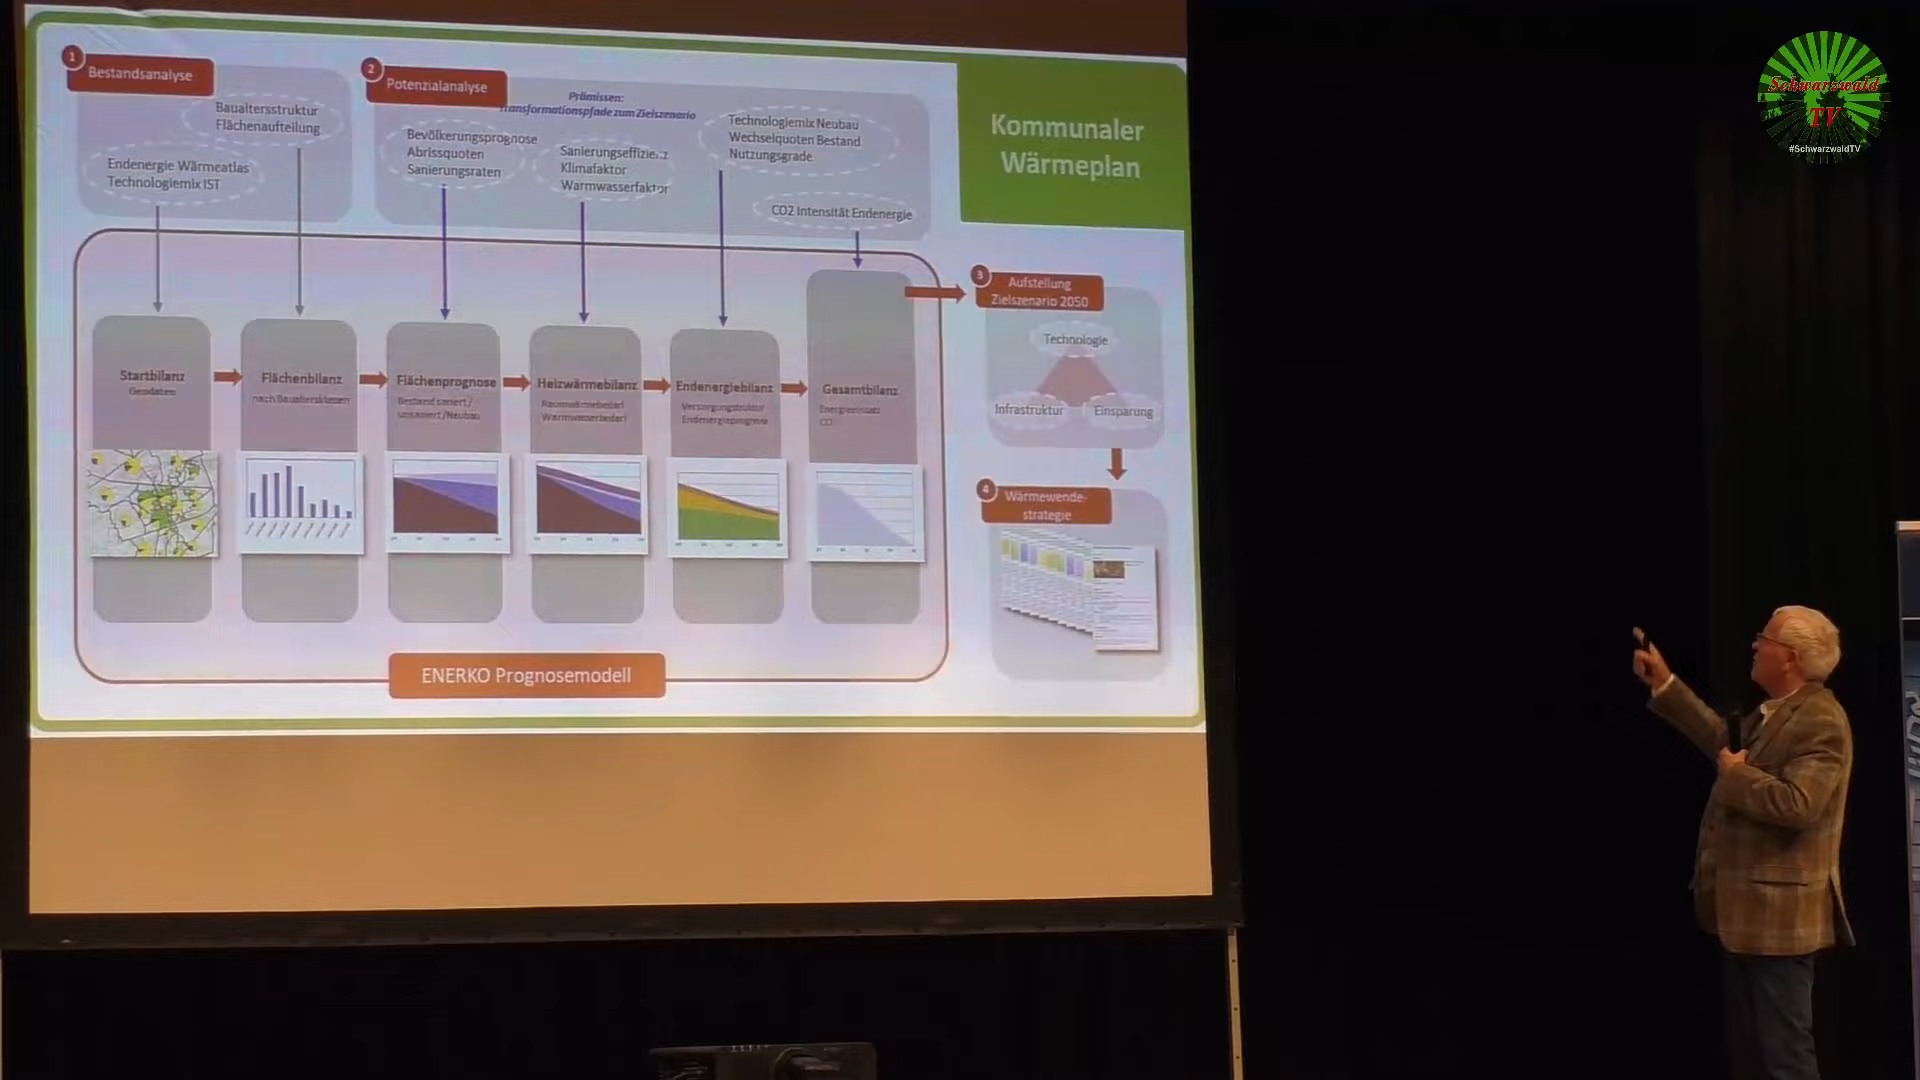 1
Bestandsanalyse
Baualtersstruktur
Flächenaufteilung
Endenergie Wärmeatlas
Technologiemix IST
2
Potenzialanalyse
Prämissen:
Transformationspfade zum Zielszenario
Bevölkerungsprognose
Abrissquoten
Sanierungsraten
Sanierungseffizienz
Klimafaktor
Warmwasserfaktor
Technologiemix Neubau
Wechselquoten Bestand
Nutzungsgrade
CO2 Intensität Endenergie
Kommunaler
Wärmeplan
Startbilanz
Geodaten
Flächenbilanz
nach Baualtersklassen
Flächenprognose
Bestand saniert/
unsaniert/Neubau
Heizwärmebilanz
Raumwärmebedarf
Warmwasserbedarf
Endenergiebilanz
Versorgungsstruktur
Endenergieprognose
Gesamtbilanz
Energieeinsatz
CO
3
Aufstellung
Zielszenario 2050
Technologie
Infrastruktur
Einsparung
4
Wärmewende-
strategie
ENERKO Prognosemodell
Schwarzwald
TV
#SchwarzwaldTV